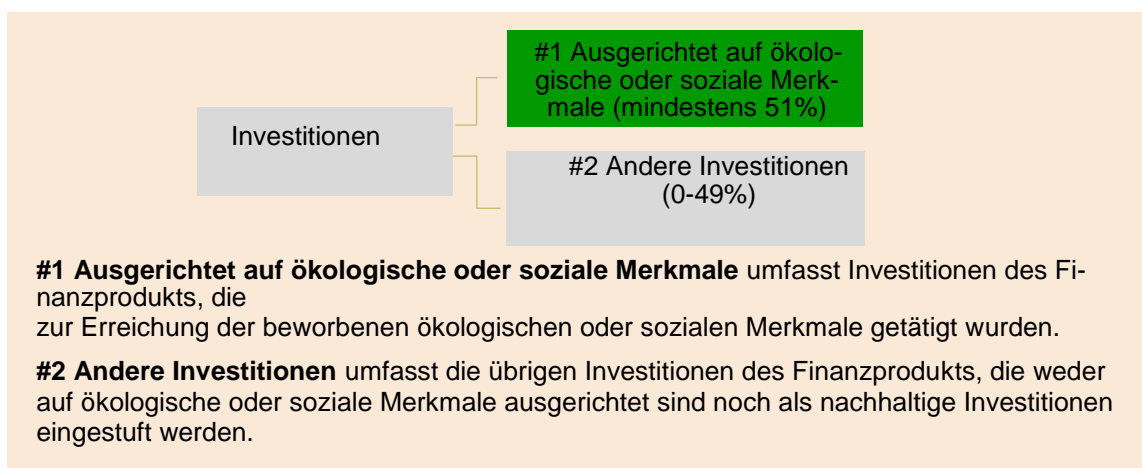 #1 Ausgerichtet auf ökolo-
gische oder soziale Merk-
male (mindestens 51%)
Investitionen
#2 Andere Investitionen
(0-49%)
#1 Ausgerichtet auf ökologische oder soziale Merkmale umfasst Investitionen des Fi-
nanzprodukts, die
zur Erreichung der beworbenen ökologischen oder sozialen Merkmale getätigt wurden.
#2 Andere Investitionen umfasst die übrigen Investitionen des Finanzprodukts, die weder
auf ökologische oder soziale Merkmale ausgerichtet sind noch als nachhaltige Investitionen
eingestuft werden.